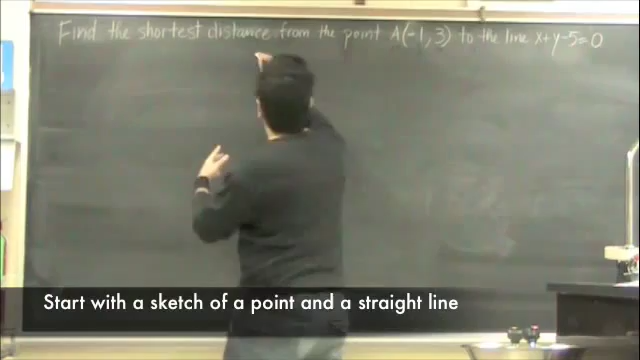 Find the shortest distance from the point A(-1, 3) to the line x+y-5=0
Start with a sketch of a point and a straight line